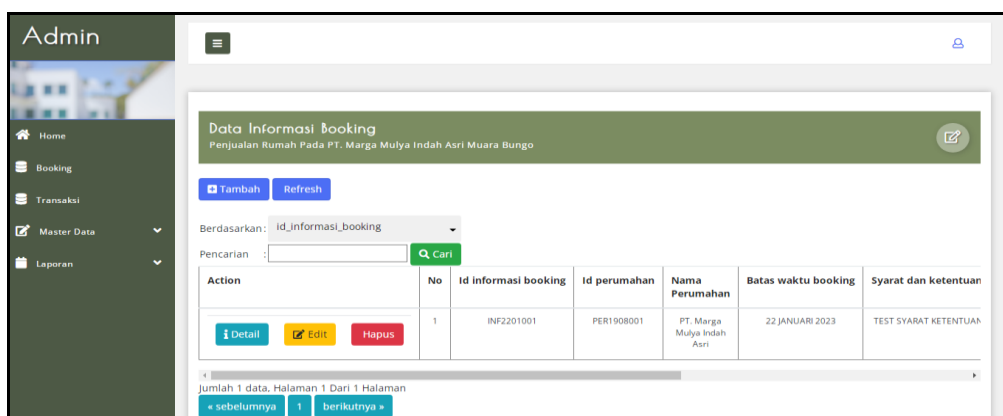 Admin
Home
Booking
Transaksi
Master Data
Laporan
Data Informasi Booking
Penjualan Rumah Pada PT. Marga Mulya Indah Asri Muara Bungo
Tambah Refresh
Berdasarkan: id_informasi_booking
Pencarian : Cari
Action No Id informasi booking Id perumahan Nama Perumahan Batas waktu booking Syarat dan ketentuan
Detail Edit Hapus 1 INF2201001 PER1908001 PT. Marga Mulya Indah Asri 22 JANUARI 2023 TEST SYARAT KETENTUAN
Jumlah 1 data, Halaman 1 Dari 1 Halaman
« sebelumnya 1 berikutnya »